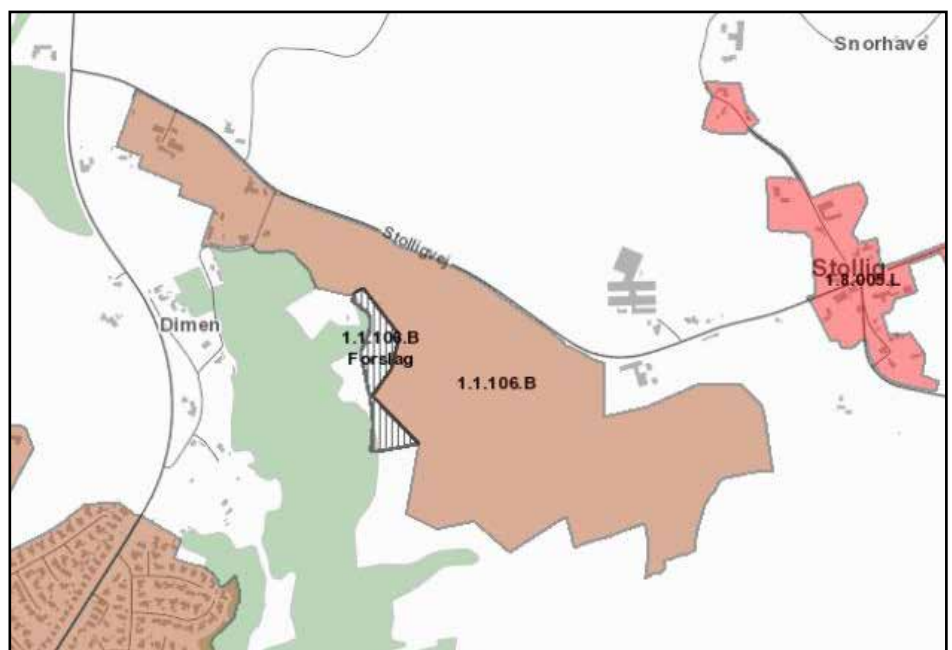 Snorhave
Stolligvej
Stollig
1.8.005.L
Dimen
1.1.106.B
Forslag
1.1.106.B